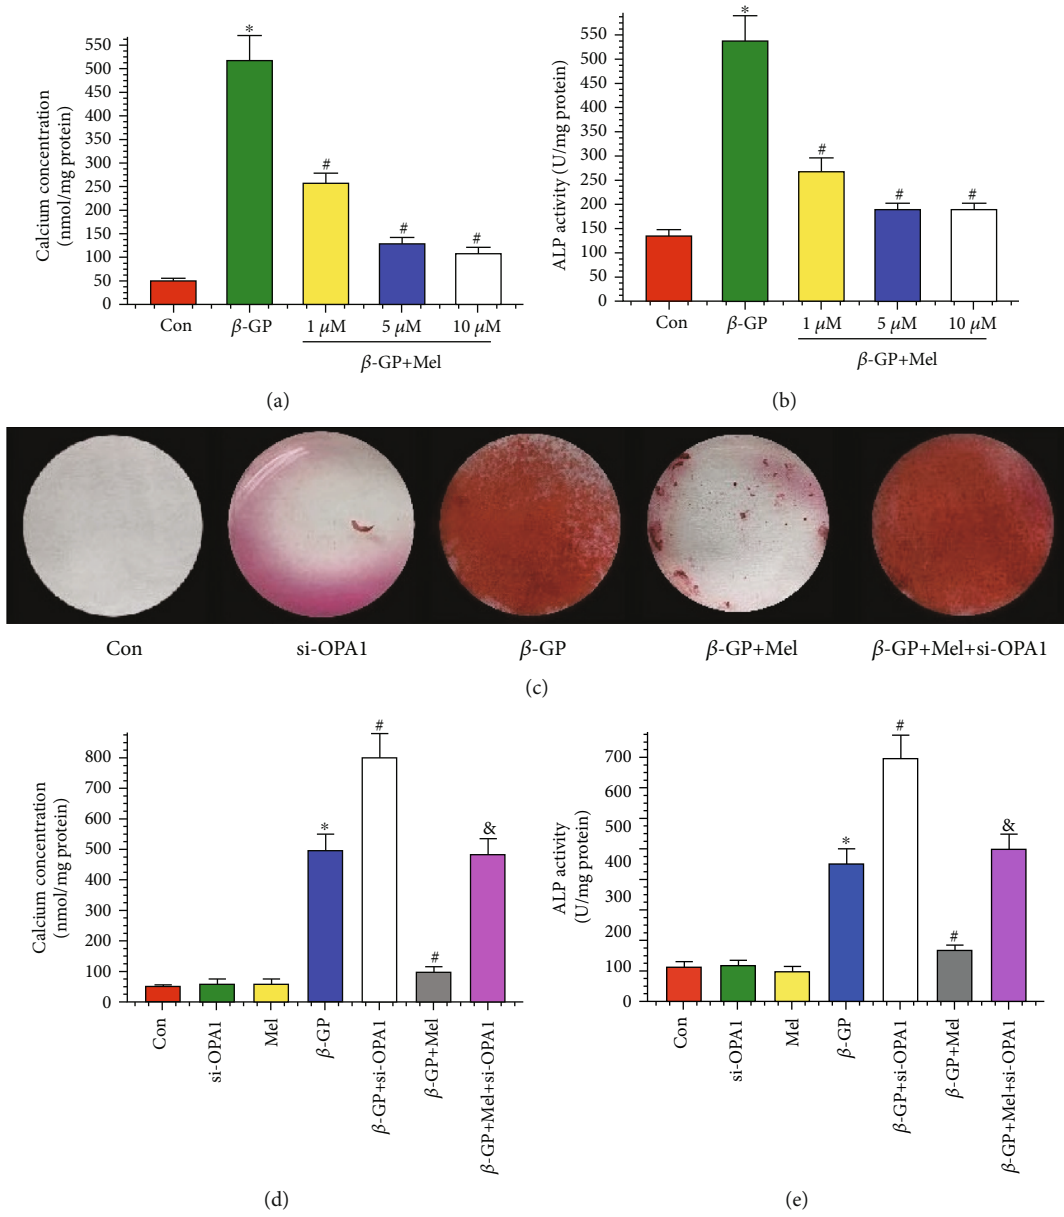 Calcium concentration
(nmol/mg protein)
550
500
450
400
350
300
250
200
150
100
50
0
*
#
#
#
Con
β-GP
1 μM
5 μM
10 μM
β-GP+Mel
(a)
ALP activity (U/mg protein)
550
500
450
400
350
300
250
200
150
100
50
0
*
#
#
#
Con
β-GP
1 μM
5 μM
10 μM
β-GP+Mel
(b)
Con
si-OPA1
β-GP
β-GP+Mel
β-GP+Mel+si-OPA1
(c)
Calcium concentration
(nmol/mg protein)
800
700
600
500
400
300
200
100
0
*
#
#
&
Con
si-OPA1
Mel
β-GP
β-GP+si-OPA1
β-GP+Mel
β-GP+Mel+si-OPA1
(d)
ALP activity
(U/mg protein)
700
600
500
400
300
200
100
0
*
#
#
&
Con
si-OPA1
Mel
β-GP
β-GP+si-OPA1
β-GP+Mel
β-GP+Mel+si-OPA1
(e)